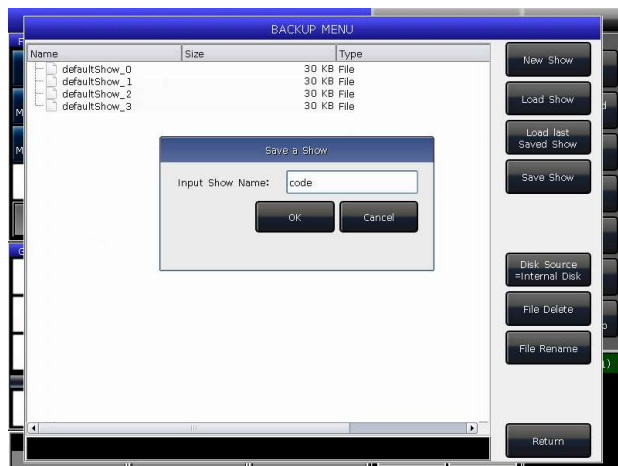 BACKUP MENU
Name Size Type
defaultShow_0 30 KB File
defaultShow_1 30 KB File
defaultShow_2 30 KB File
defaultShow_3 30 KB File
Save a Show
Input Show Name: code
OK Cancel
New Show
Load Show
Load last
Saved Show
Save Show
Disk Source
=Internal Disk
File Delete
File Rename
Return